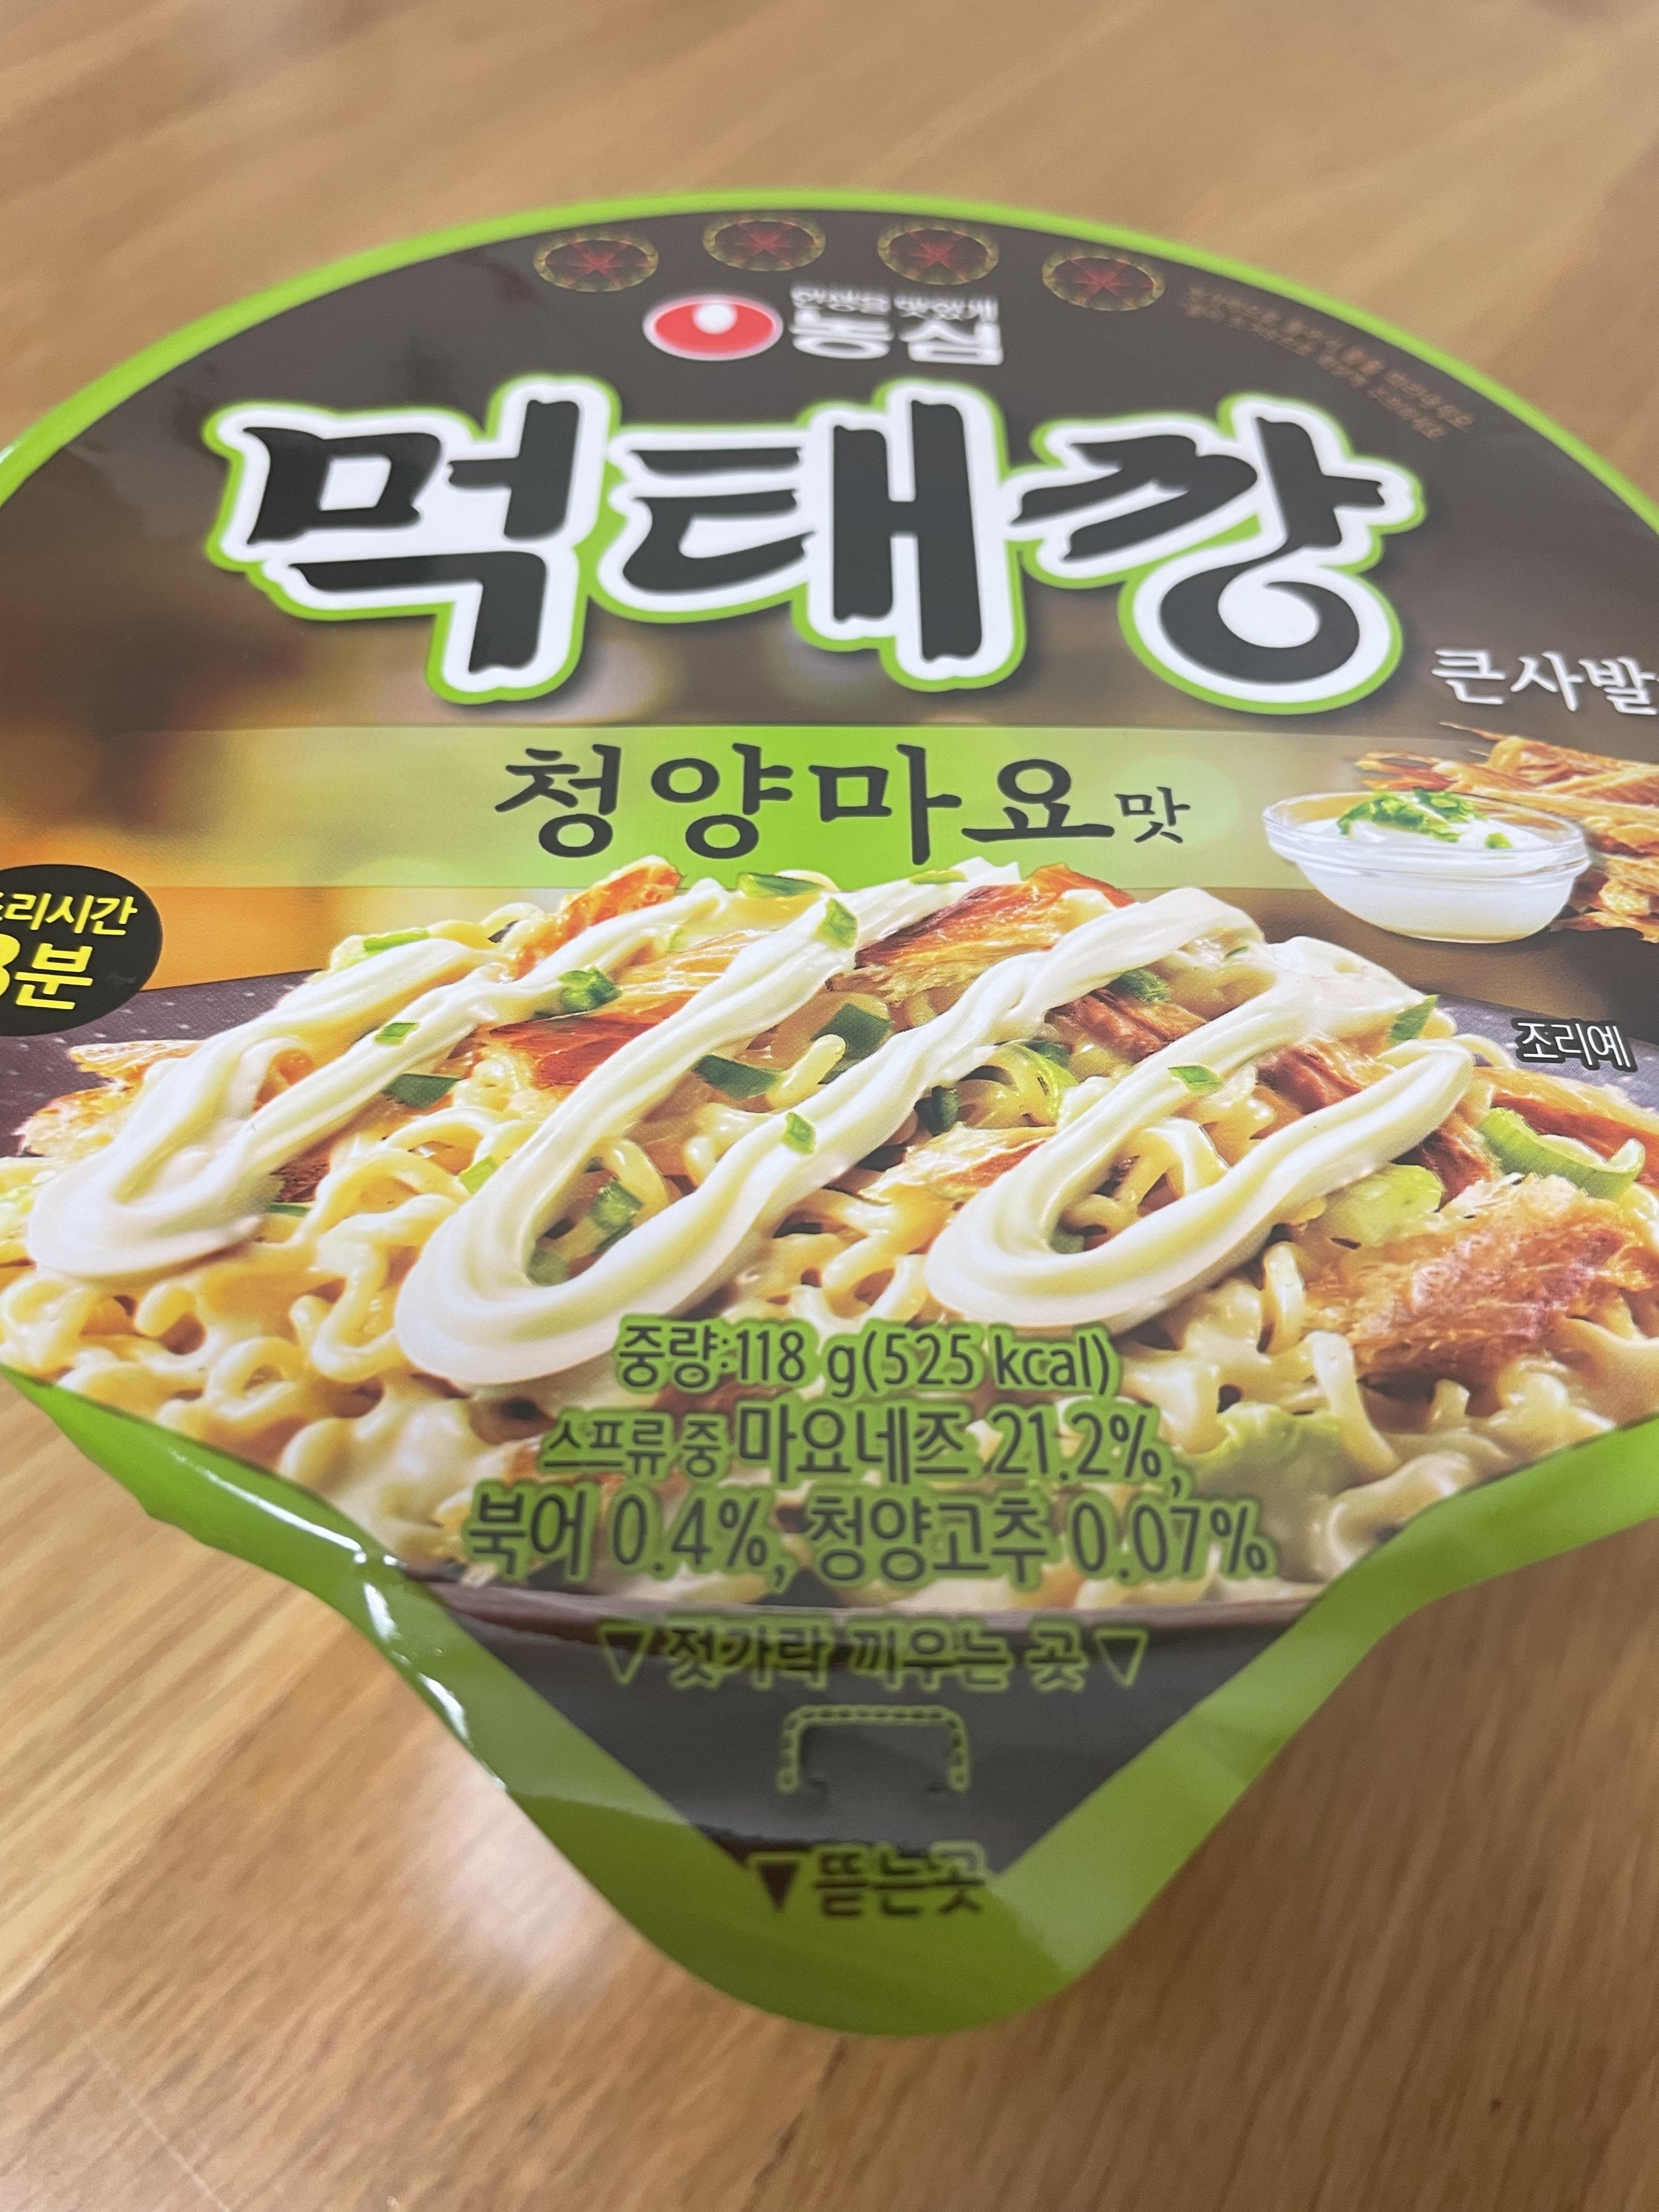 인생을 맛있게
농심
먹태깡
큰사발
청양마요맛
조리시간
3분
조리예
중량:118 g(525 kcal)
스프류 중 마요네즈 21.2%,
북어 0.4%, 청양고추 0.07%
▽젓가락 끼우는 곳▽
▼뜯는곳